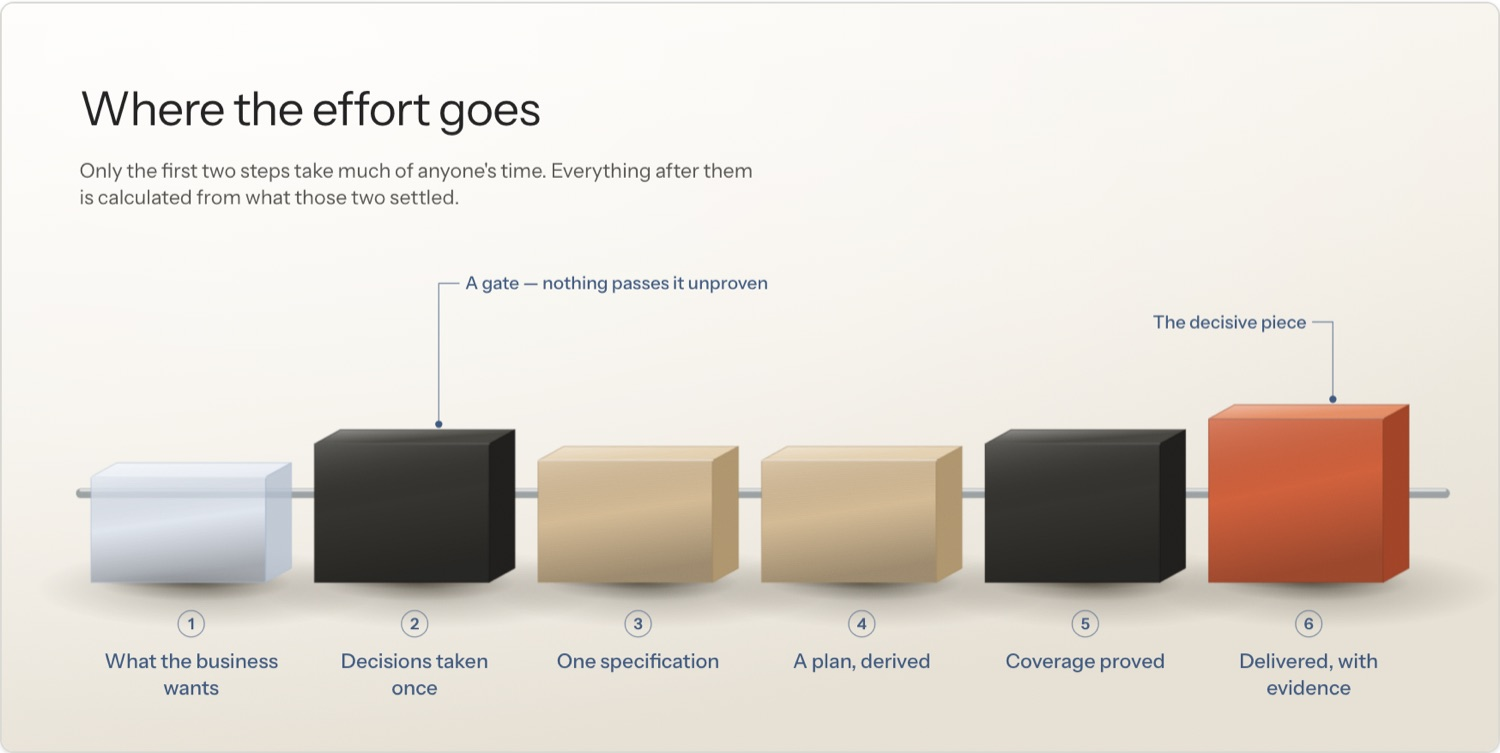 Where the effort goes
Only the first two steps take much of anyone's time. Everything after them
is calculated from what those two settled.
A gate — nothing passes it unproven
The decisive piece
1
What the business
wants
2
Decisions taken
once
3
One specification
4
A plan, derived
5
Coverage proved
6
Delivered, with
evidence